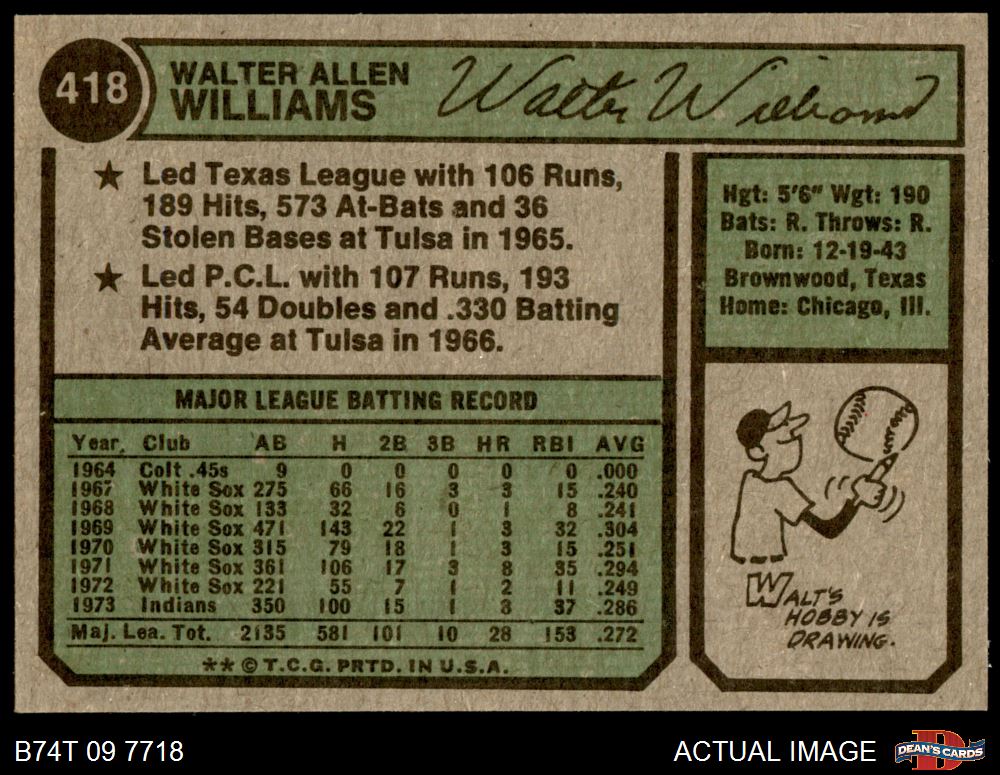 418
WALTER ALLEN
WILLIAMS
Walter Williams
★ Led Texas League with 106 Runs,
189 Hits, 573 At-Bats and 36
Stolen Bases at Tulsa in 1965.
★ Led P.C.L. with 107 Runs, 193
Hits, 54 Doubles and .330 Batting
Average at Tulsa in 1966.
Hgt: 5'6" Wgt: 190
Bats: R. Throws: R.
Born: 12-19-43
Brownwood, Texas
Home: Chicago, Ill.
MAJOR LEAGUE BATTING RECORD
Year Club AB H 2B 3B HR RBI AVG
1964 Colt .45s 9 0 0 0 0 0 .000
1967 White Sox 275 66 16 3 3 15 .240
1968 White Sox 133 32 6 0 1 8 .241
1969 White Sox 471 143 22 1 3 32 .304
1970 White Sox 315 79 18 1 3 15 .251
1971 White Sox 361 106 17 3 8 35 .294
1972 White Sox 221 55 7 1 2 11 .249
1973 Indians 350 100 15 1 3 37 .286
Maj. Lea. Tot. 2135 581 101 10 28 153 .272
** © T.C.G. PRTD. IN U.S.A.
WALT'S
HOBBY IS
DRAWING.
B74T 09 7718
ACTUAL IMAGE
DEAN'S CARDS